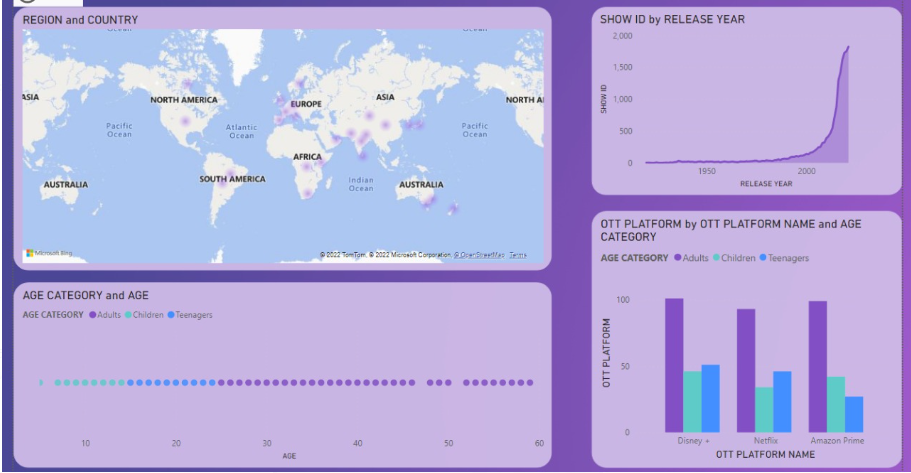 REGION and COUNTRY
Ocean
Ocean
ASIA
NORTH AMERICA
EUROPE
ASIA
NORTH A
Pacific
Ocean
Atlantic
Ocean
Pacific
Ocean
AFRICA
SOUTH AMERICA
Indian
Ocean
AUSTRALIA
AUSTRALIA
Microsoft Bing
© 2022 TomTom, © 2022 Microsoft Corporation, © OpenStreetMap Terms
SHOW ID by RELEASE YEAR
2,000
1,500
1,000
500
0
SHOW ID
1950
2000
RELEASE YEAR
AGE CATEGORY and AGE
AGE CATEGORY Adults Children Teenagers
10 20 30 40 50 60
AGE
OTT PLATFORM by OTT PLATFORM NAME and AGE
CATEGORY
AGE CATEGORY Adults Children Teenagers
100
50
0
OTT PLATFORM
Disney + Netflix Amazon Prime
OTT PLATFORM NAME